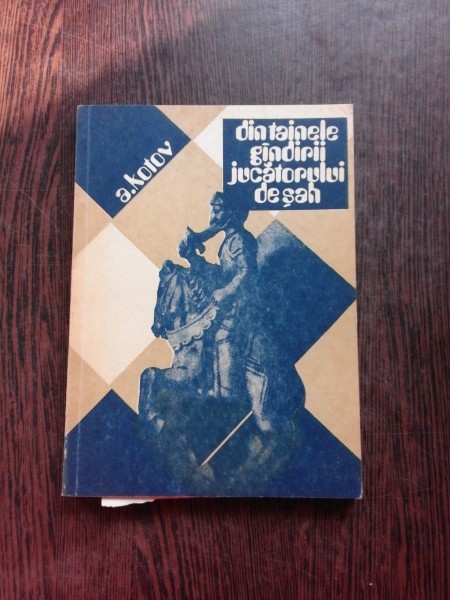 a.kotov
din tainele
gîndirii
jucătorului
de şah